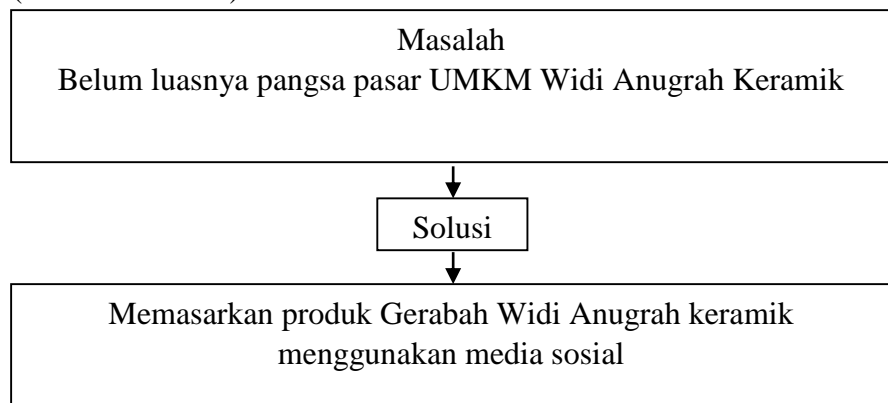 Masalah
Belum luasnya pangsa pasar UMKM Widi Anugrah Keramik
Solusi
Memasarkan produk Gerabah Widi Anugrah keramik
menggunakan media sosial